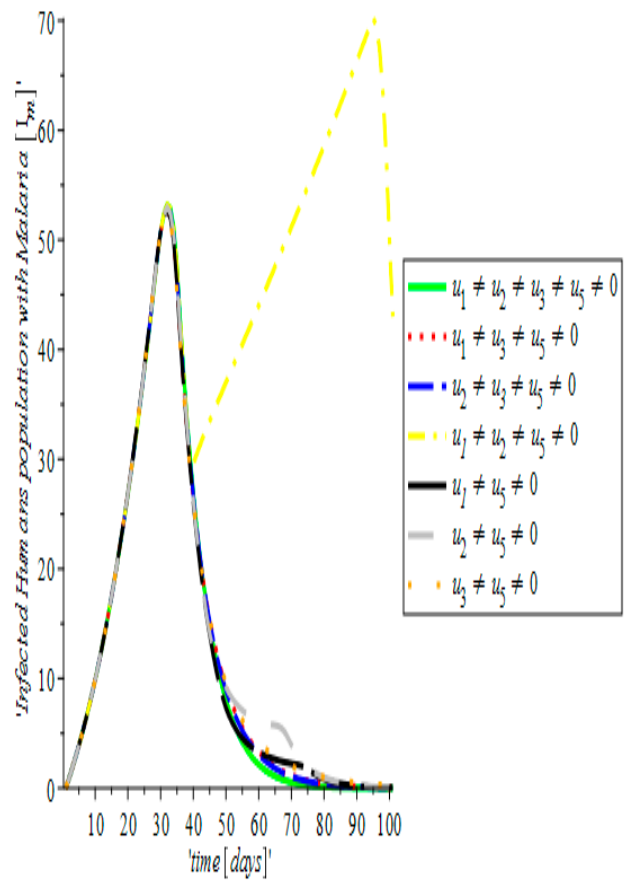 'Infected Humans population with Malaria [I_m]'
70
60
50
40
30
20
10
0
10 20 30 40 50 60 70 80 90 100
'time [days]'
u₁ ≠ u₂ ≠ u₃ ≠ u₅ ≠ 0
u₁ ≠ u₃ ≠ u₅ ≠ 0
u₂ ≠ u₃ ≠ u₅ ≠ 0
u₁ ≠ u₂ ≠ u₅ ≠ 0
u₁ ≠ u₅ ≠ 0
u₂ ≠ u₅ ≠ 0
u₃ ≠ u₅ ≠ 0